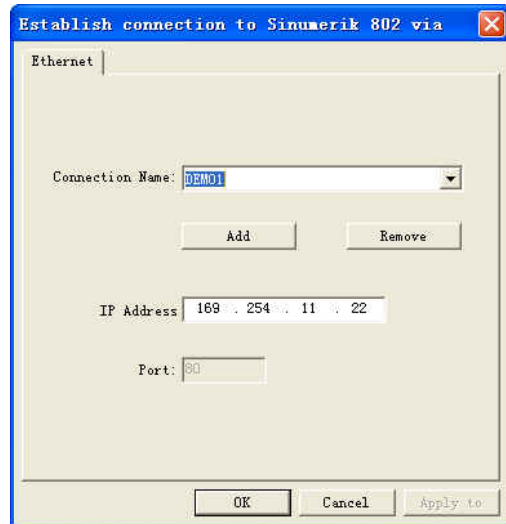 Establish connection to Sinumerik 802 via
Ethernet
Connection Name: DEMO1
Add Remove
IP Address 169 . 254 . 11 . 22
Port: 80
OK Cancel Apply to